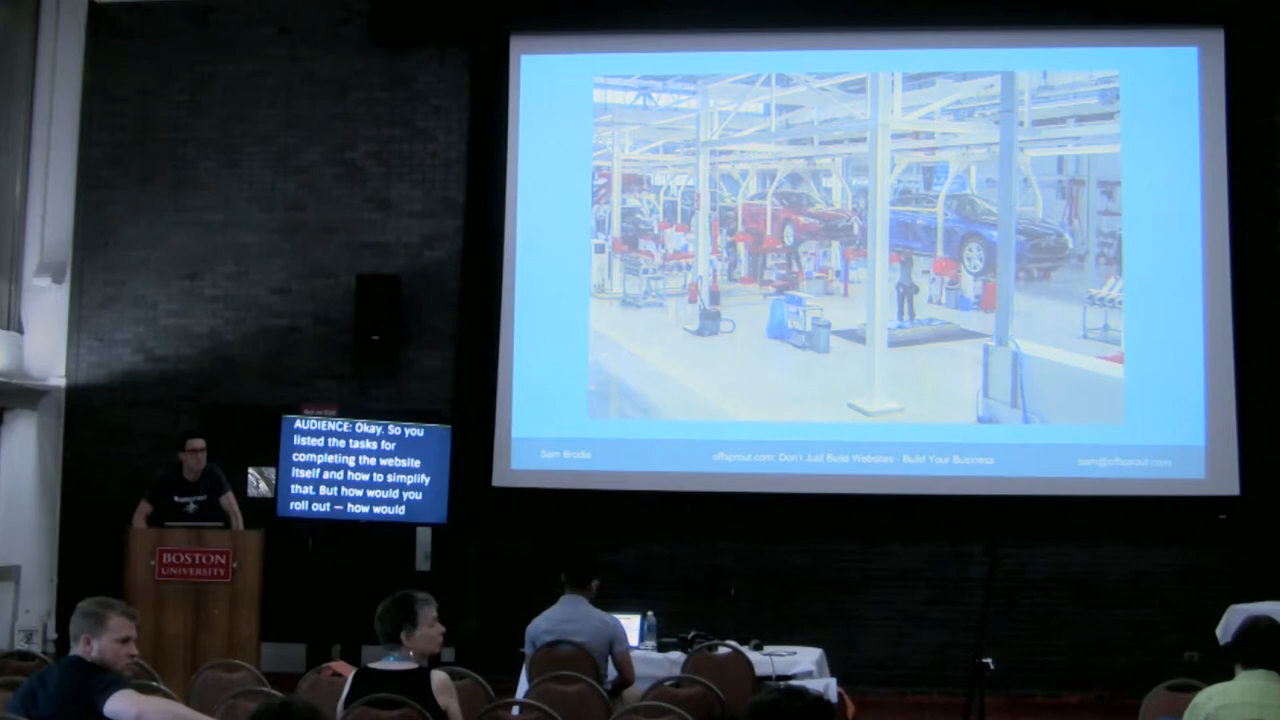 AUDIENCE: Okay. So you
listed the tasks for
completing the website
itself and how to simplify
that. But how would you
roll out — how would
BOSTON
UNIVERSITY
Sam Brodie
offsprout.com: Don't Just Build Websites - Build Your Business
sam@offsprout.com